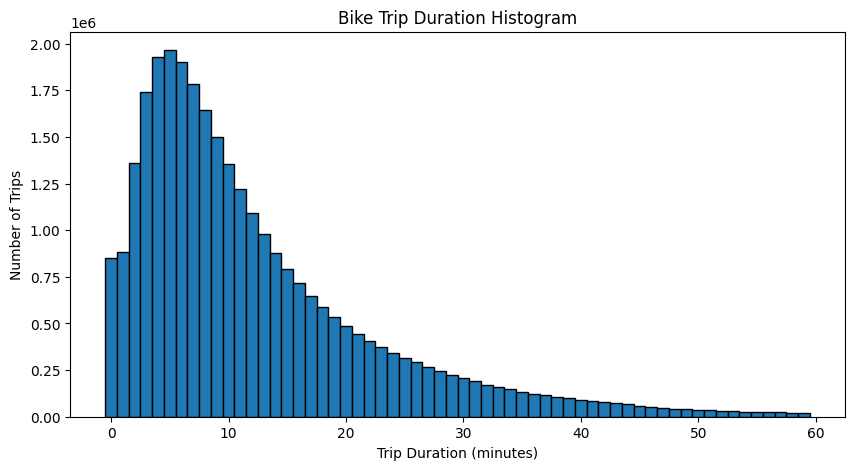 Bike Trip Duration Histogram
1e6
2.00
1.75
1.50
1.25
1.00
0.75
0.50
0.25
0.00
Number of Trips
0 10 20 30 40 50 60
Trip Duration (minutes)